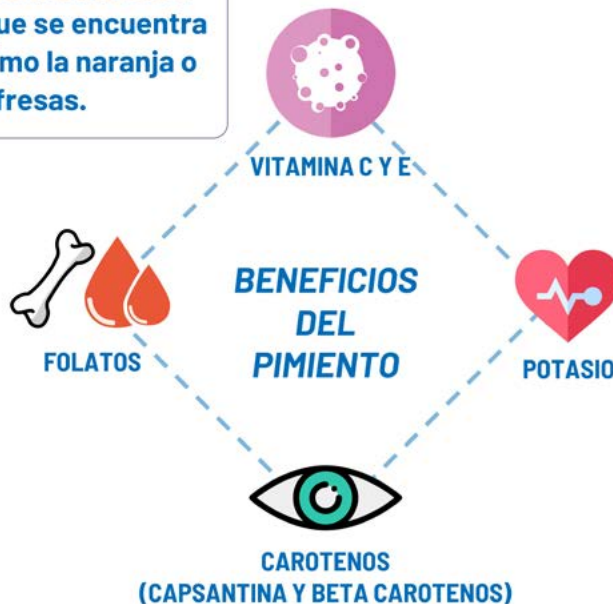 ue se encuentra
mo la naranja o
fresas.
VITAMINA C Y E
BENEFICIOS
DEL
PIMIENTO
FOLATOS
POTASIO
CAROTENOS
(CAPSANTINA Y BETA CAROTENOS)